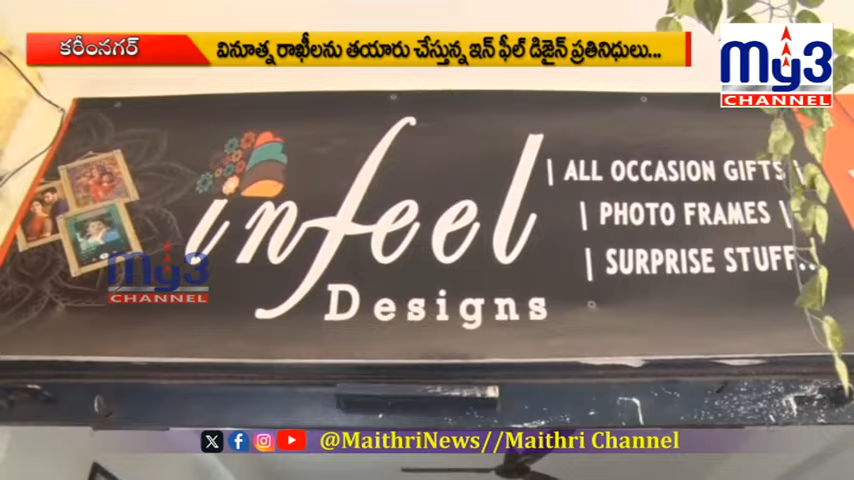 కరీంనగర్
వినూత్న రాఖీలను తయారు చేస్తున్న ఇన్ ఫీల్ డిజైన్ ప్రతినిధులు...
my3
CHANNEL
infeel
Designs
| ALL OCCASION GIFTS \
| PHOTO FRAMES \
| SURPRISE STUFF..
my3
CHANNEL
@MaithriNews//Maithri Channel